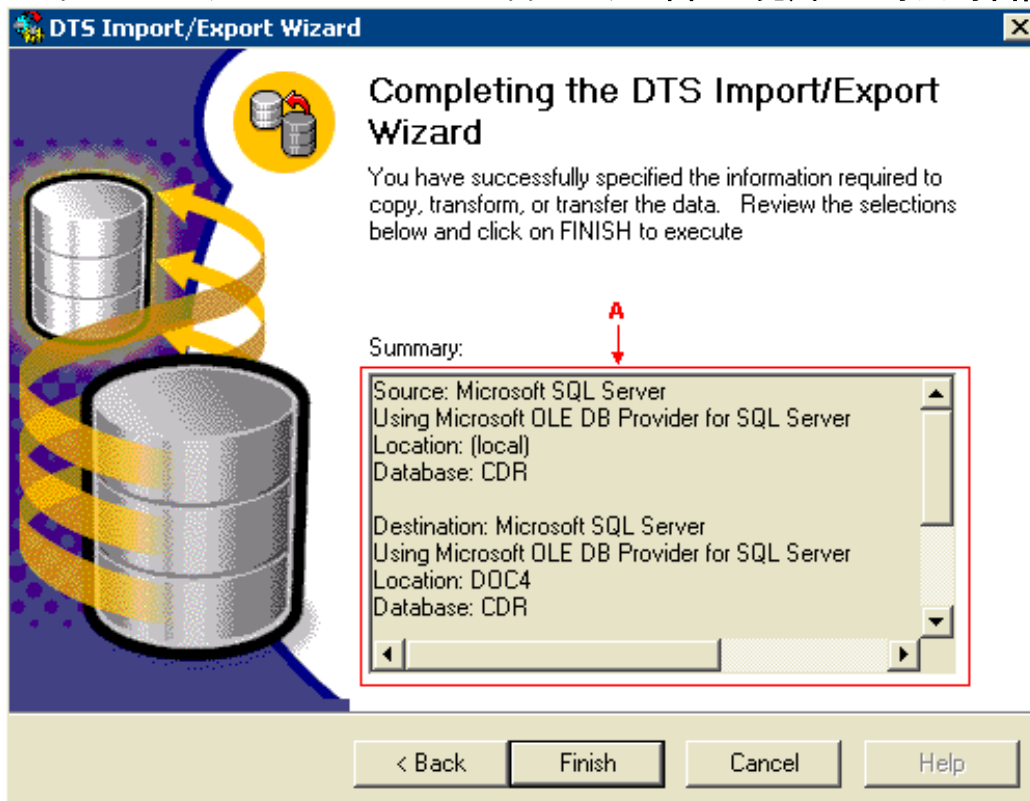 DTS Import/Export Wizard
Completing the DTS Import/Export
Wizard
You have successfully specified the information required to
copy, transform, or transfer the data. Review the selections
below and click on FINISH to execute
A
Summary:
Source: Microsoft SQL Server
Using Microsoft OLE DB Provider for SQL Server
Location: (local)
Database: CDR
Destination: Microsoft SQL Server
Using Microsoft OLE DB Provider for SQL Server
Location: DOC4
Database: CDR
< Back
Finish
Cancel
Help